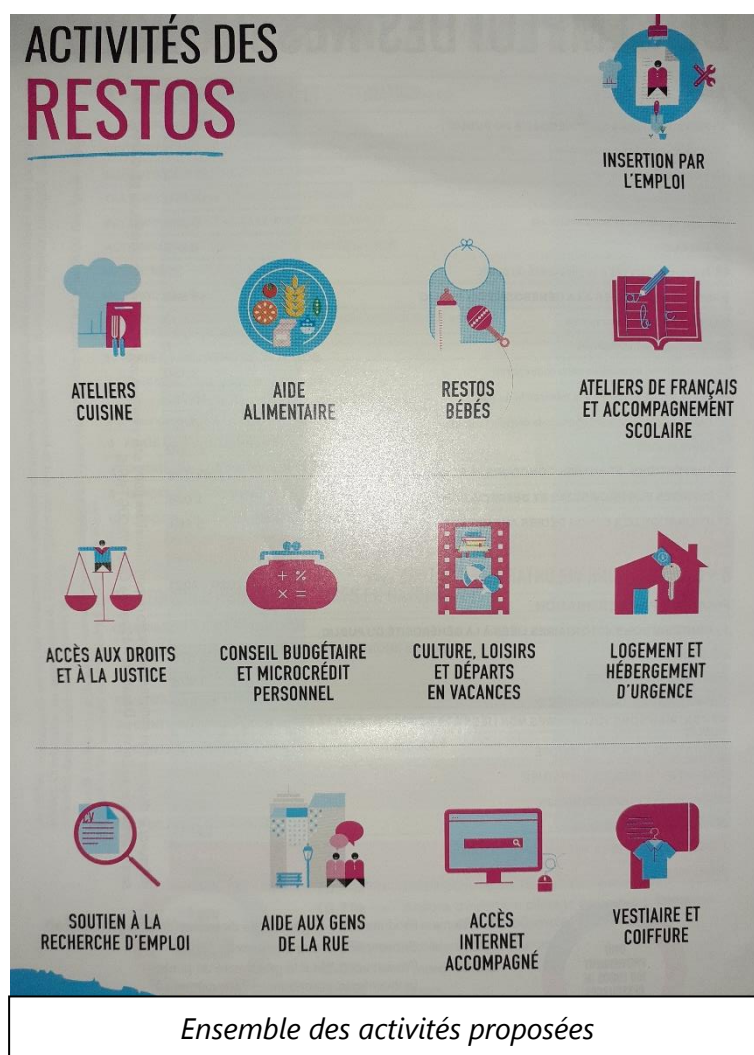 ACTIVITÉS DES
RESTOS
INSERTION PAR
L'EMPLOI
ATELIERS
CUISINE
AIDE
ALIMENTAIRE
RESTOS
BÉBÉS
ATELIERS DE FRANÇAIS
ET ACCOMPAGNEMENT
SCOLAIRE
ACCÈS AUX DROITS
ET À LA JUSTICE
CONSEIL BUDGÉTAIRE
ET MICROCRÉDIT
PERSONNEL
CULTURE, LOISIRS
ET DÉPARTS
EN VACANCES
LOGEMENT ET
HÉBERGEMENT
D'URGENCE
CV
SOUTIEN À LA
RECHERCHE D'EMPLOI
AIDE AUX GENS
DE LA RUE
ACCÈS
INTERNET
ACCOMPAGNÉ
VESTIAIRE ET
COIFFURE
Ensemble des activités proposées